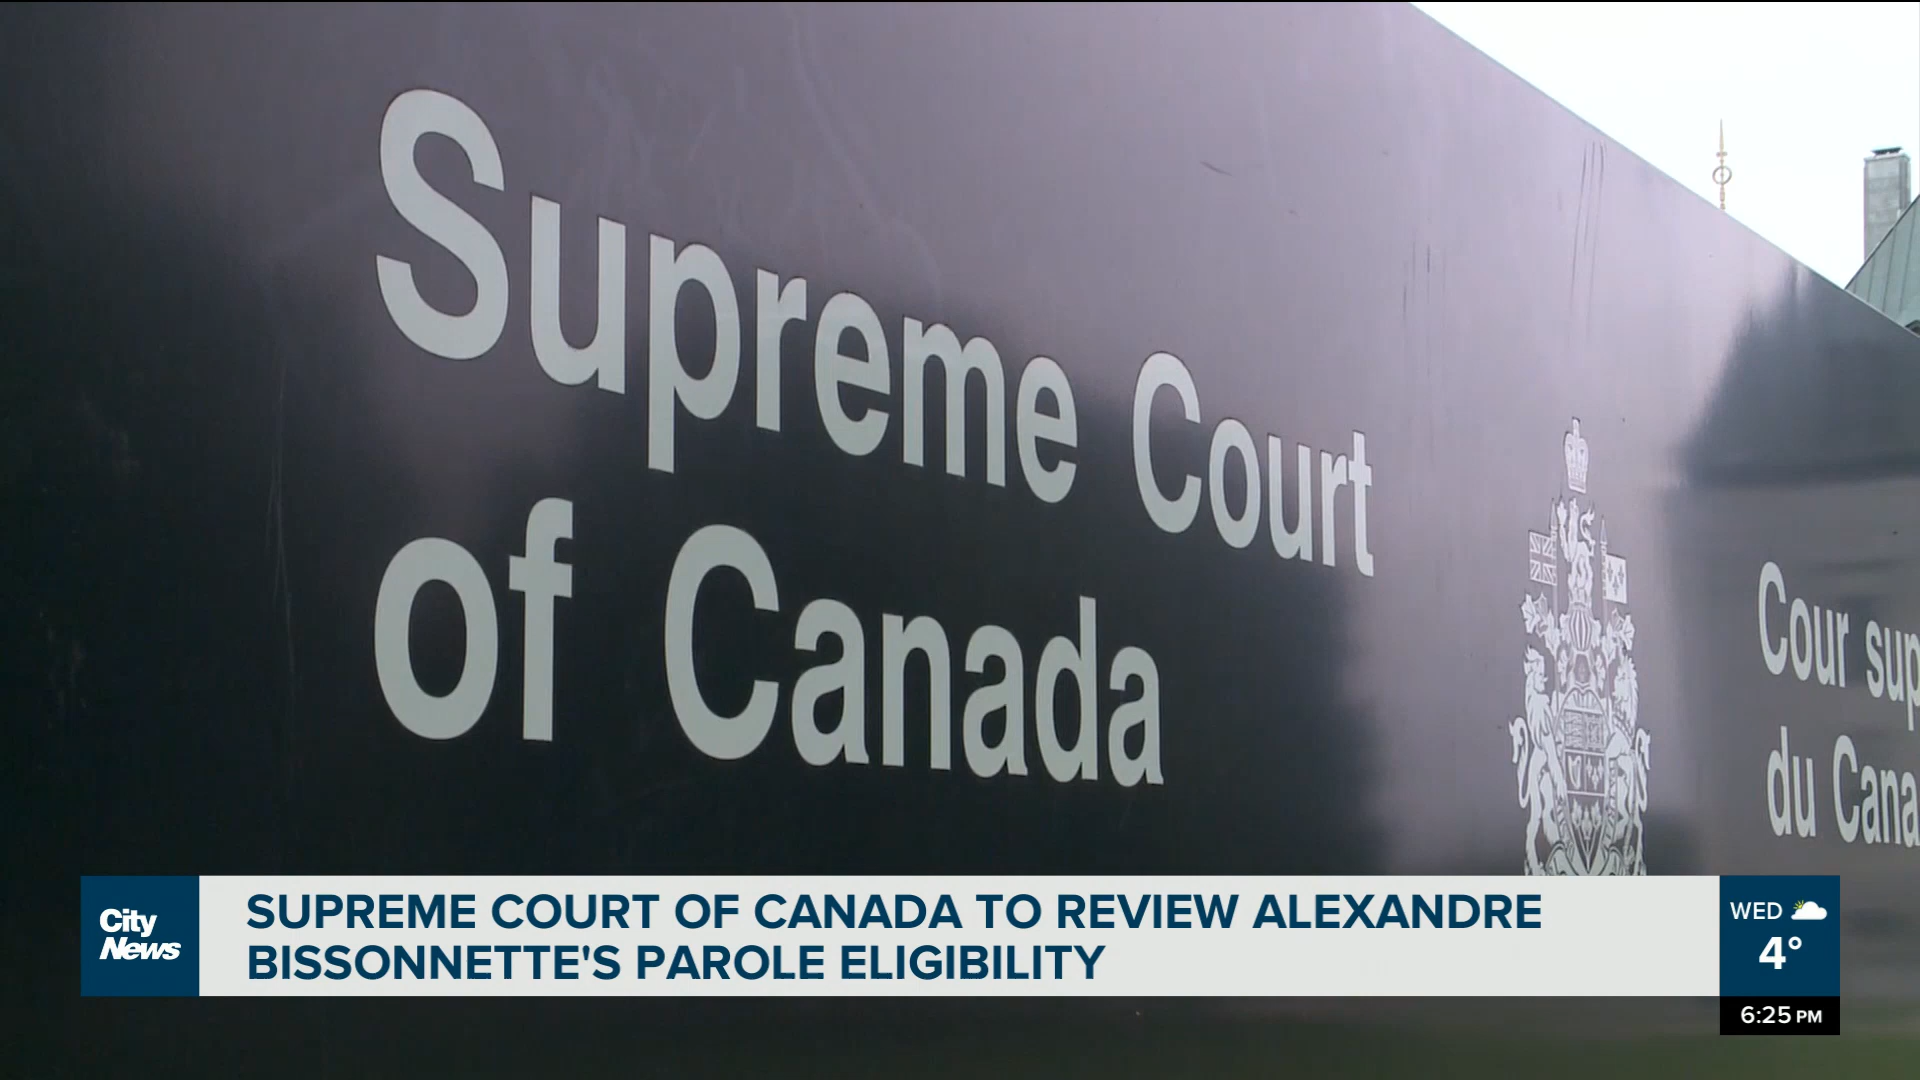 Supreme Court
of Canada
Cour sup
du Cana
City
News
SUPREME COURT OF CANADA TO REVIEW ALEXANDRE
BISSONNETTE'S PAROLE ELIGIBILITY
WED
4°
6:25 PM